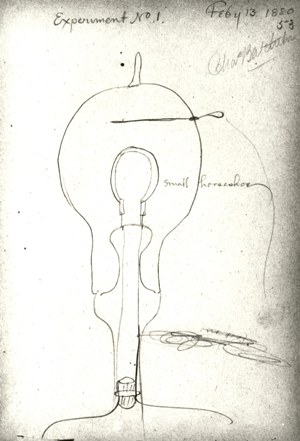 Experiment No. 1.
Feby 13 1880
53
small horseshoe